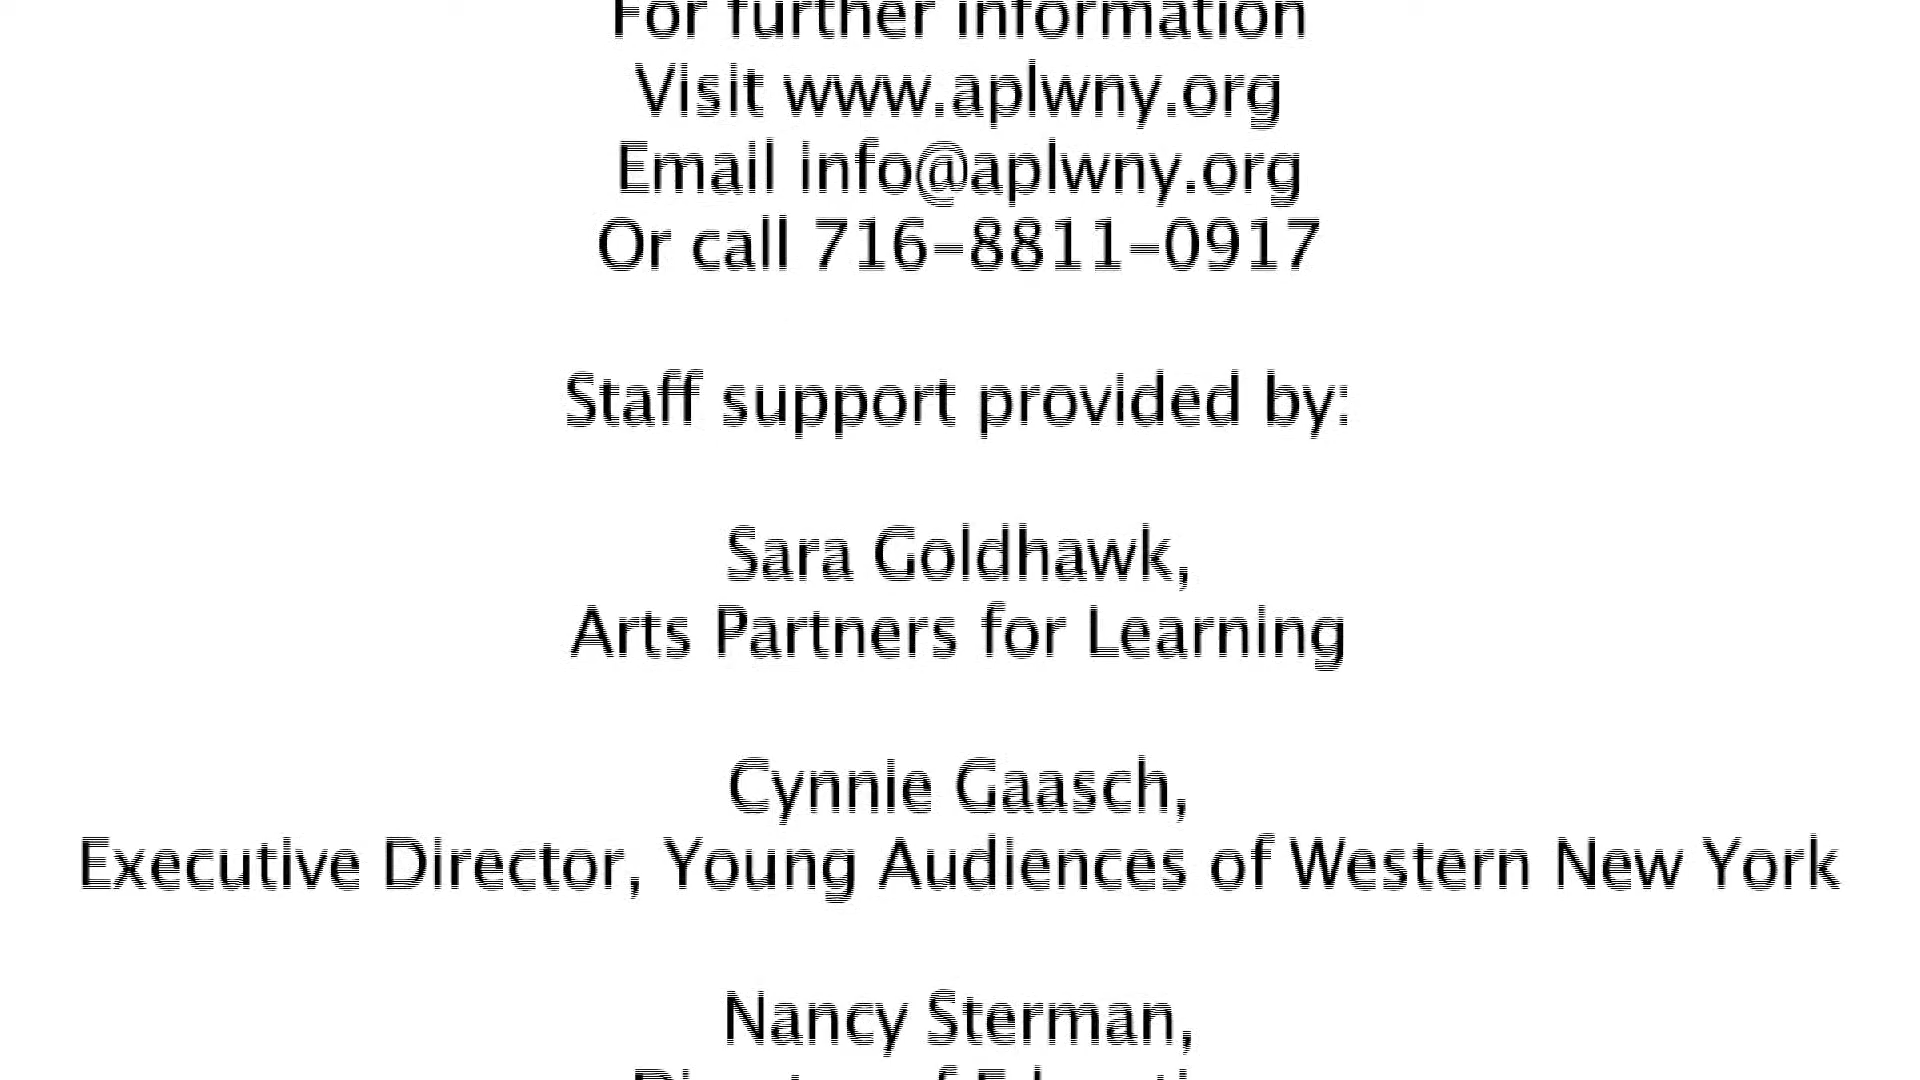 For further information
Visit www.aplwny.org
Email info@aplwny.org
Or call 716-8811-0917
Staff support provided by:
Sara Goldhawk,
Arts Partners for Learning
Cynnie Gaasch,
Executive Director, Young Audiences of Western New York
Nancy Sterman,